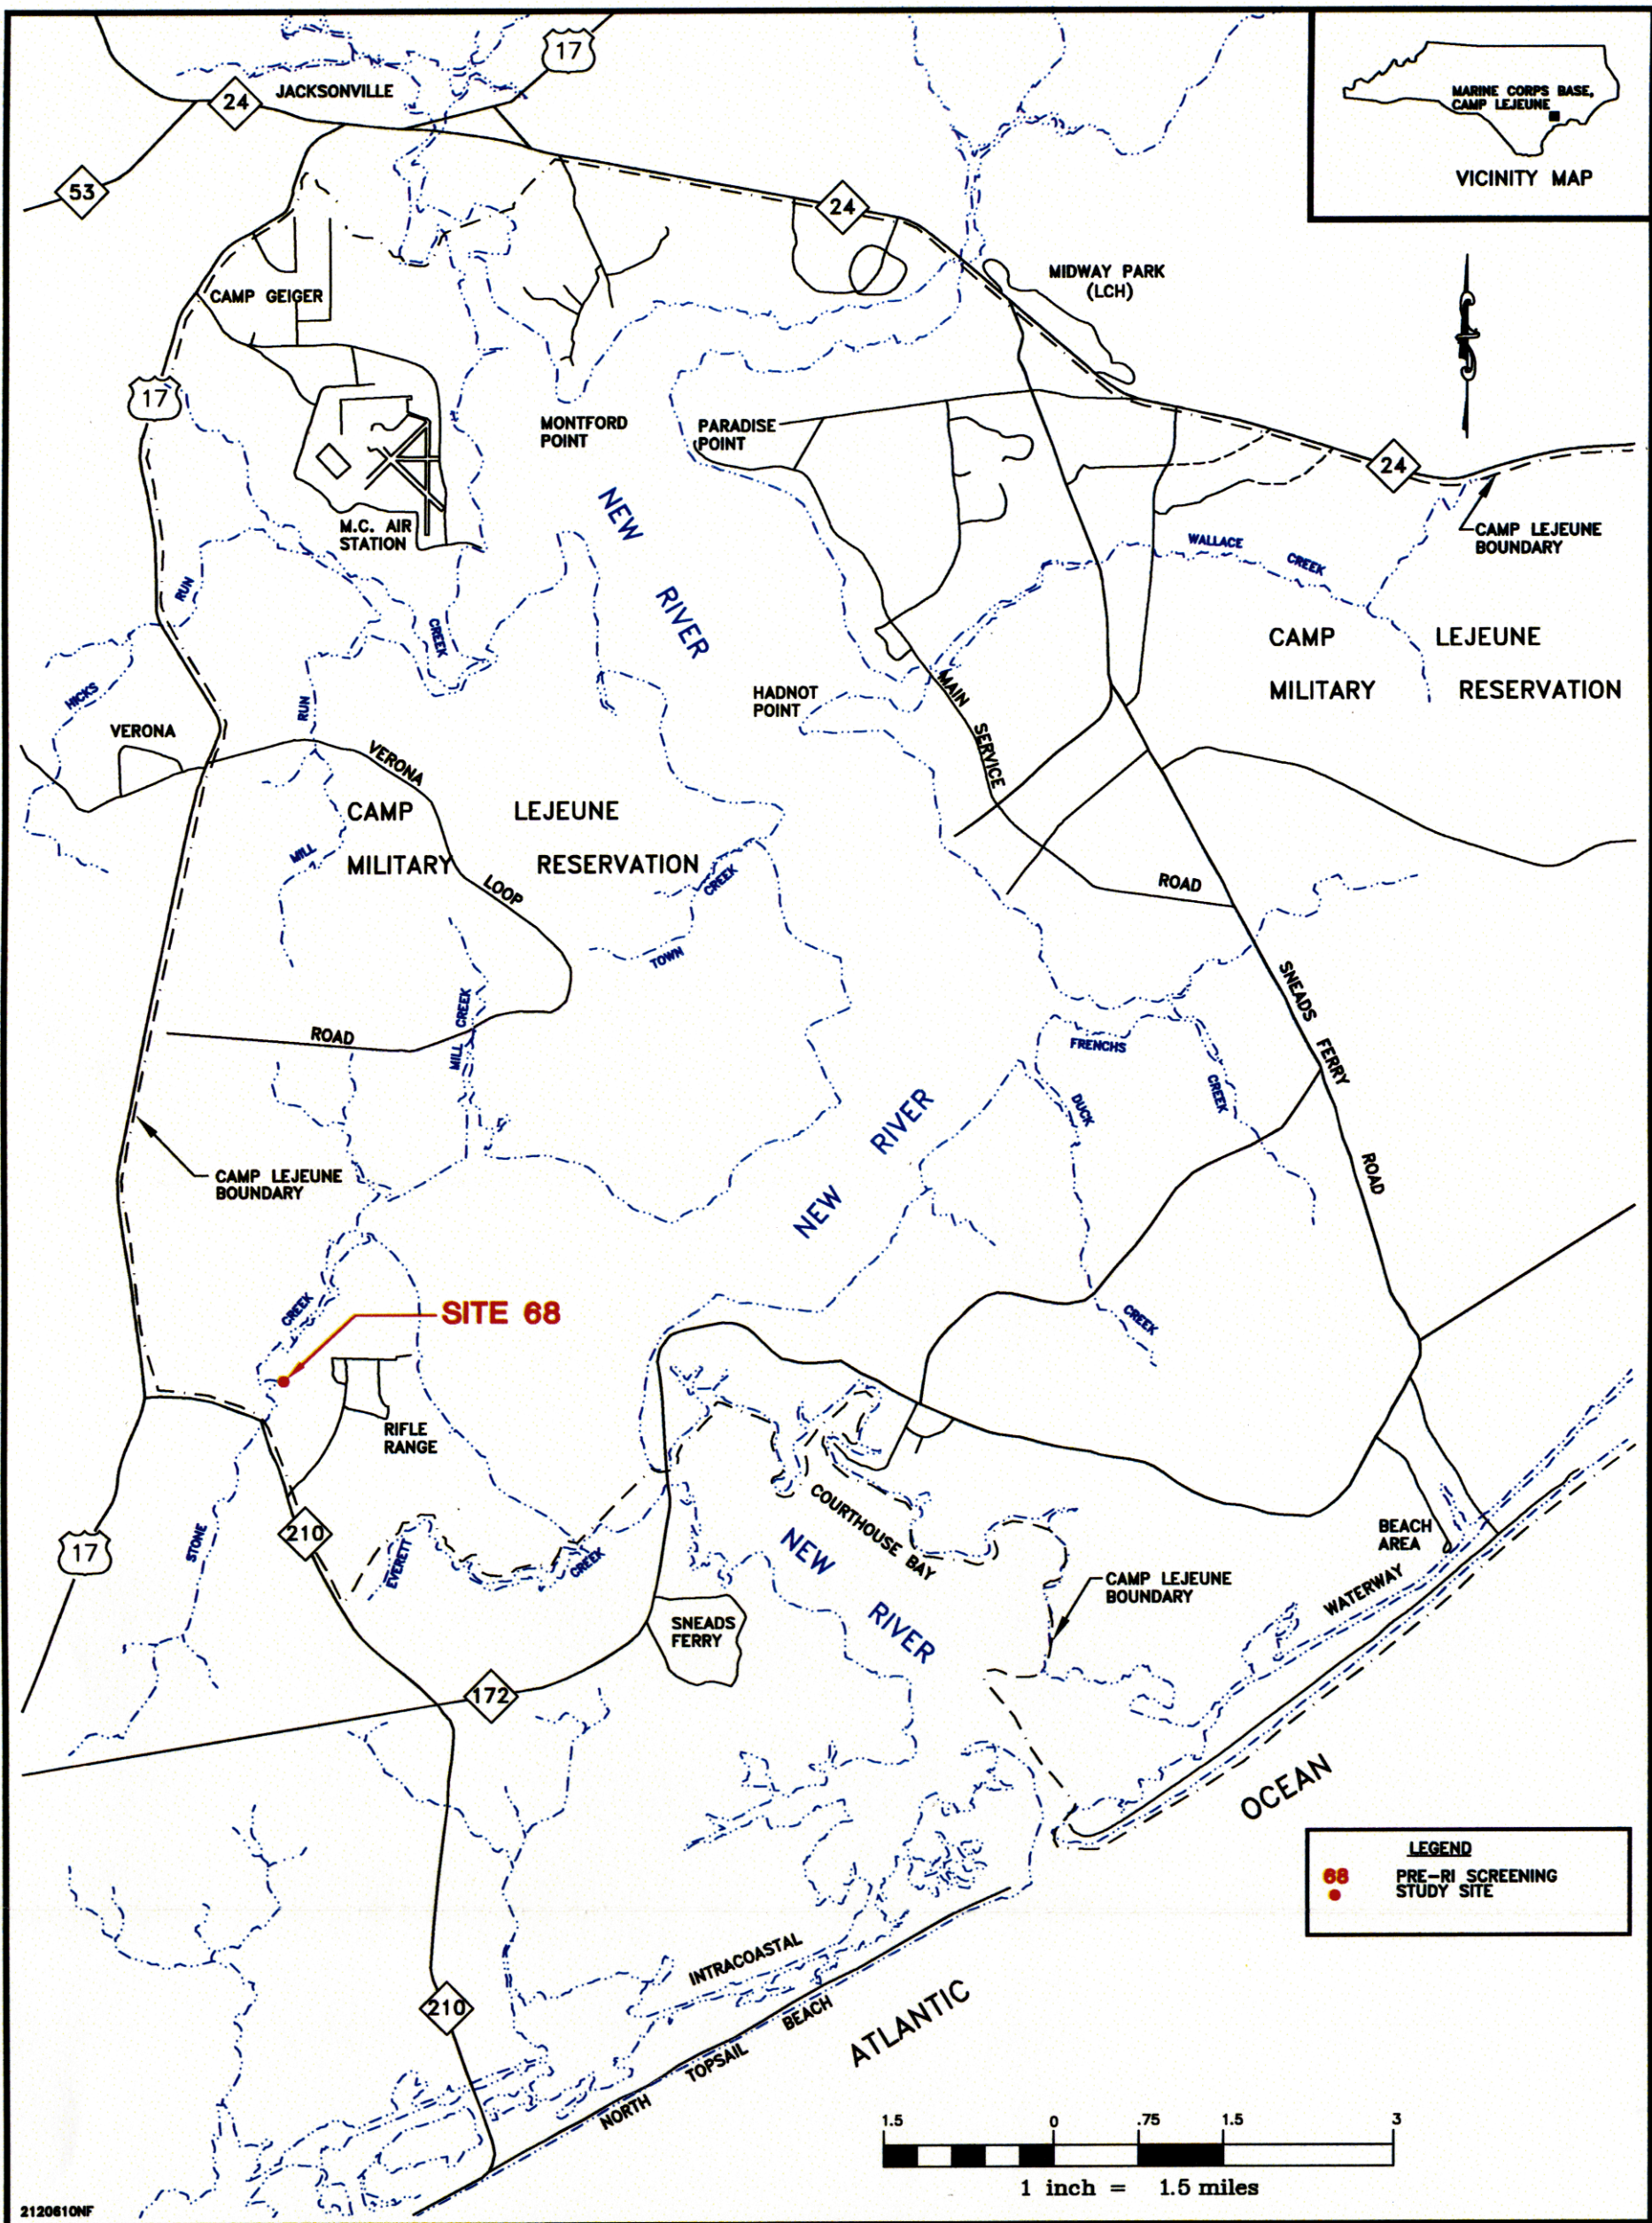 17
JACKSONVILLE
24
53
MARINE CORPS BASE,
CAMP LEJEUNE
VICINITY MAP
24
MIDWAY PARK
(LCH)
CAMP GEIGER
17
MONTFORD
POINT
PARADISE
POINT
24
M.C. AIR
STATION
NEW
RIVER
CAMP LEJEUNE
BOUNDARY
WALLACE
CREEK
RUN
CREEK
CAMP LEJEUNE
MILITARY RESERVATION
HICKS
RUN
HADNOT
POINT
MAIN
SERVICE
VERONA
VERONA
CAMP LEJEUNE
MILITARY RESERVATION
MILL
LOOP
CREEK
TOWN
ROAD
SNEADS
FERRY
MILL CREEK
ROAD
FRENCHS
CREEK
DUCK
RIVER
NEW
ROAD
CAMP LEJEUNE
BOUNDARY
CREEK
SITE 68
CREEK
RIFLE
RANGE
COURTHOUSE BAY
17
210
STONE
EVERETT
CREEK
NEW
RIVER
BEACH
AREA
WATERWAY
CAMP LEJEUNE
BOUNDARY
SNEADS
FERRY
172
OCEAN
LEGEND
68 PRE-RI SCREENING
STUDY SITE
INTRACOASTAL
210
BEACH
TOPSAIL
NORTH
ATLANTIC
1.5 0 .75 1.5 3
1 inch = 1.5 miles
2120610NF